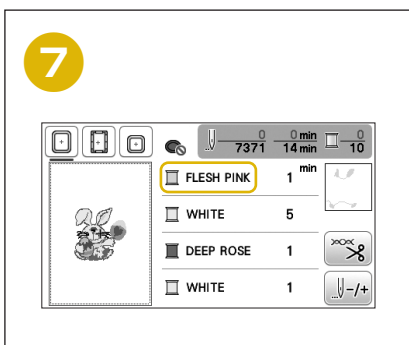 7
0 0 min 0
7371 14 min 10
min
FLESH PINK 1
WHITE 5
DEEP ROSE 1
WHITE 1
-/+